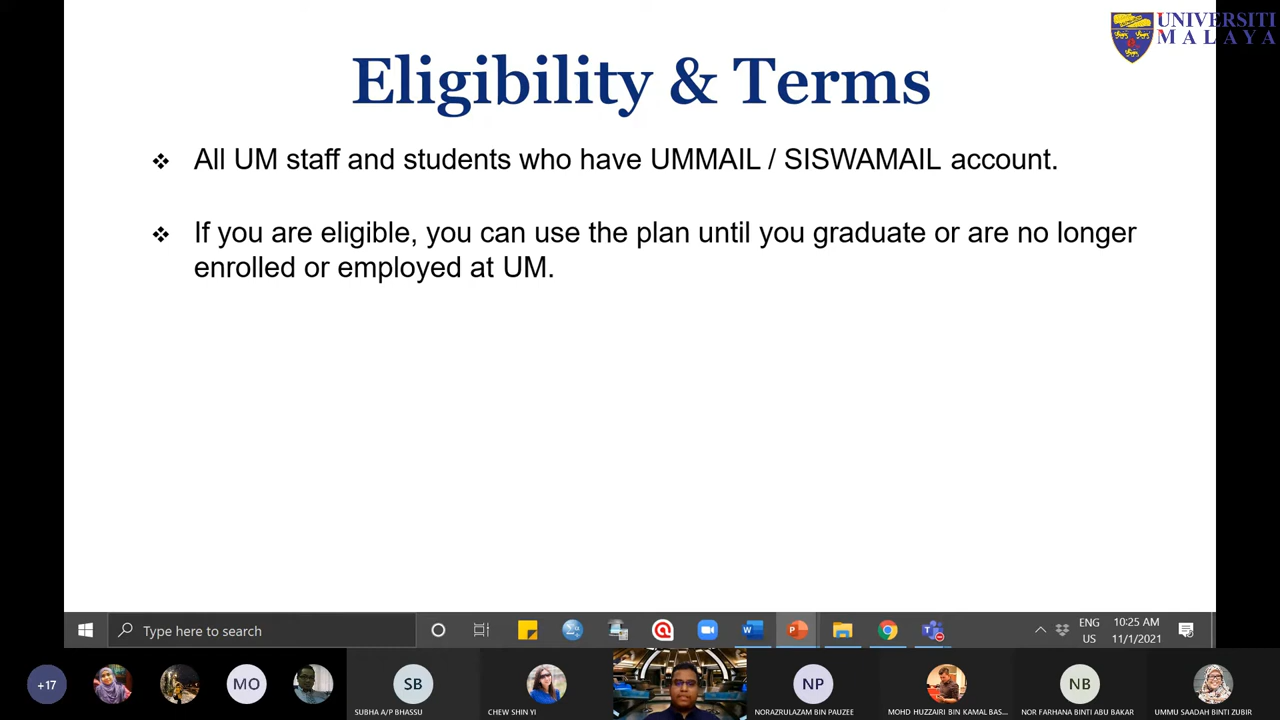 UNIVERSITI
MALAYA
Eligibility & Terms
❖ All UM staff and students who have UMMAIL / SISWAMAIL account.
❖ If you are eligible, you can use the plan until you graduate or are no longer
enrolled or employed at UM.
Type here to search
ENG
US
10:25 AM
11/1/2021
+17
MO
SB
SUBHA A/P BHASSU
CHEW SHIN YI
NP
NORAZRULAZAM BIN PAUZEE
MOHD HUZZAIRI BIN KAMAL BAS...
NB
NOR FARHANA BINTI ABU BAKAR
UMMU SAADAH BINTI ZUBIR